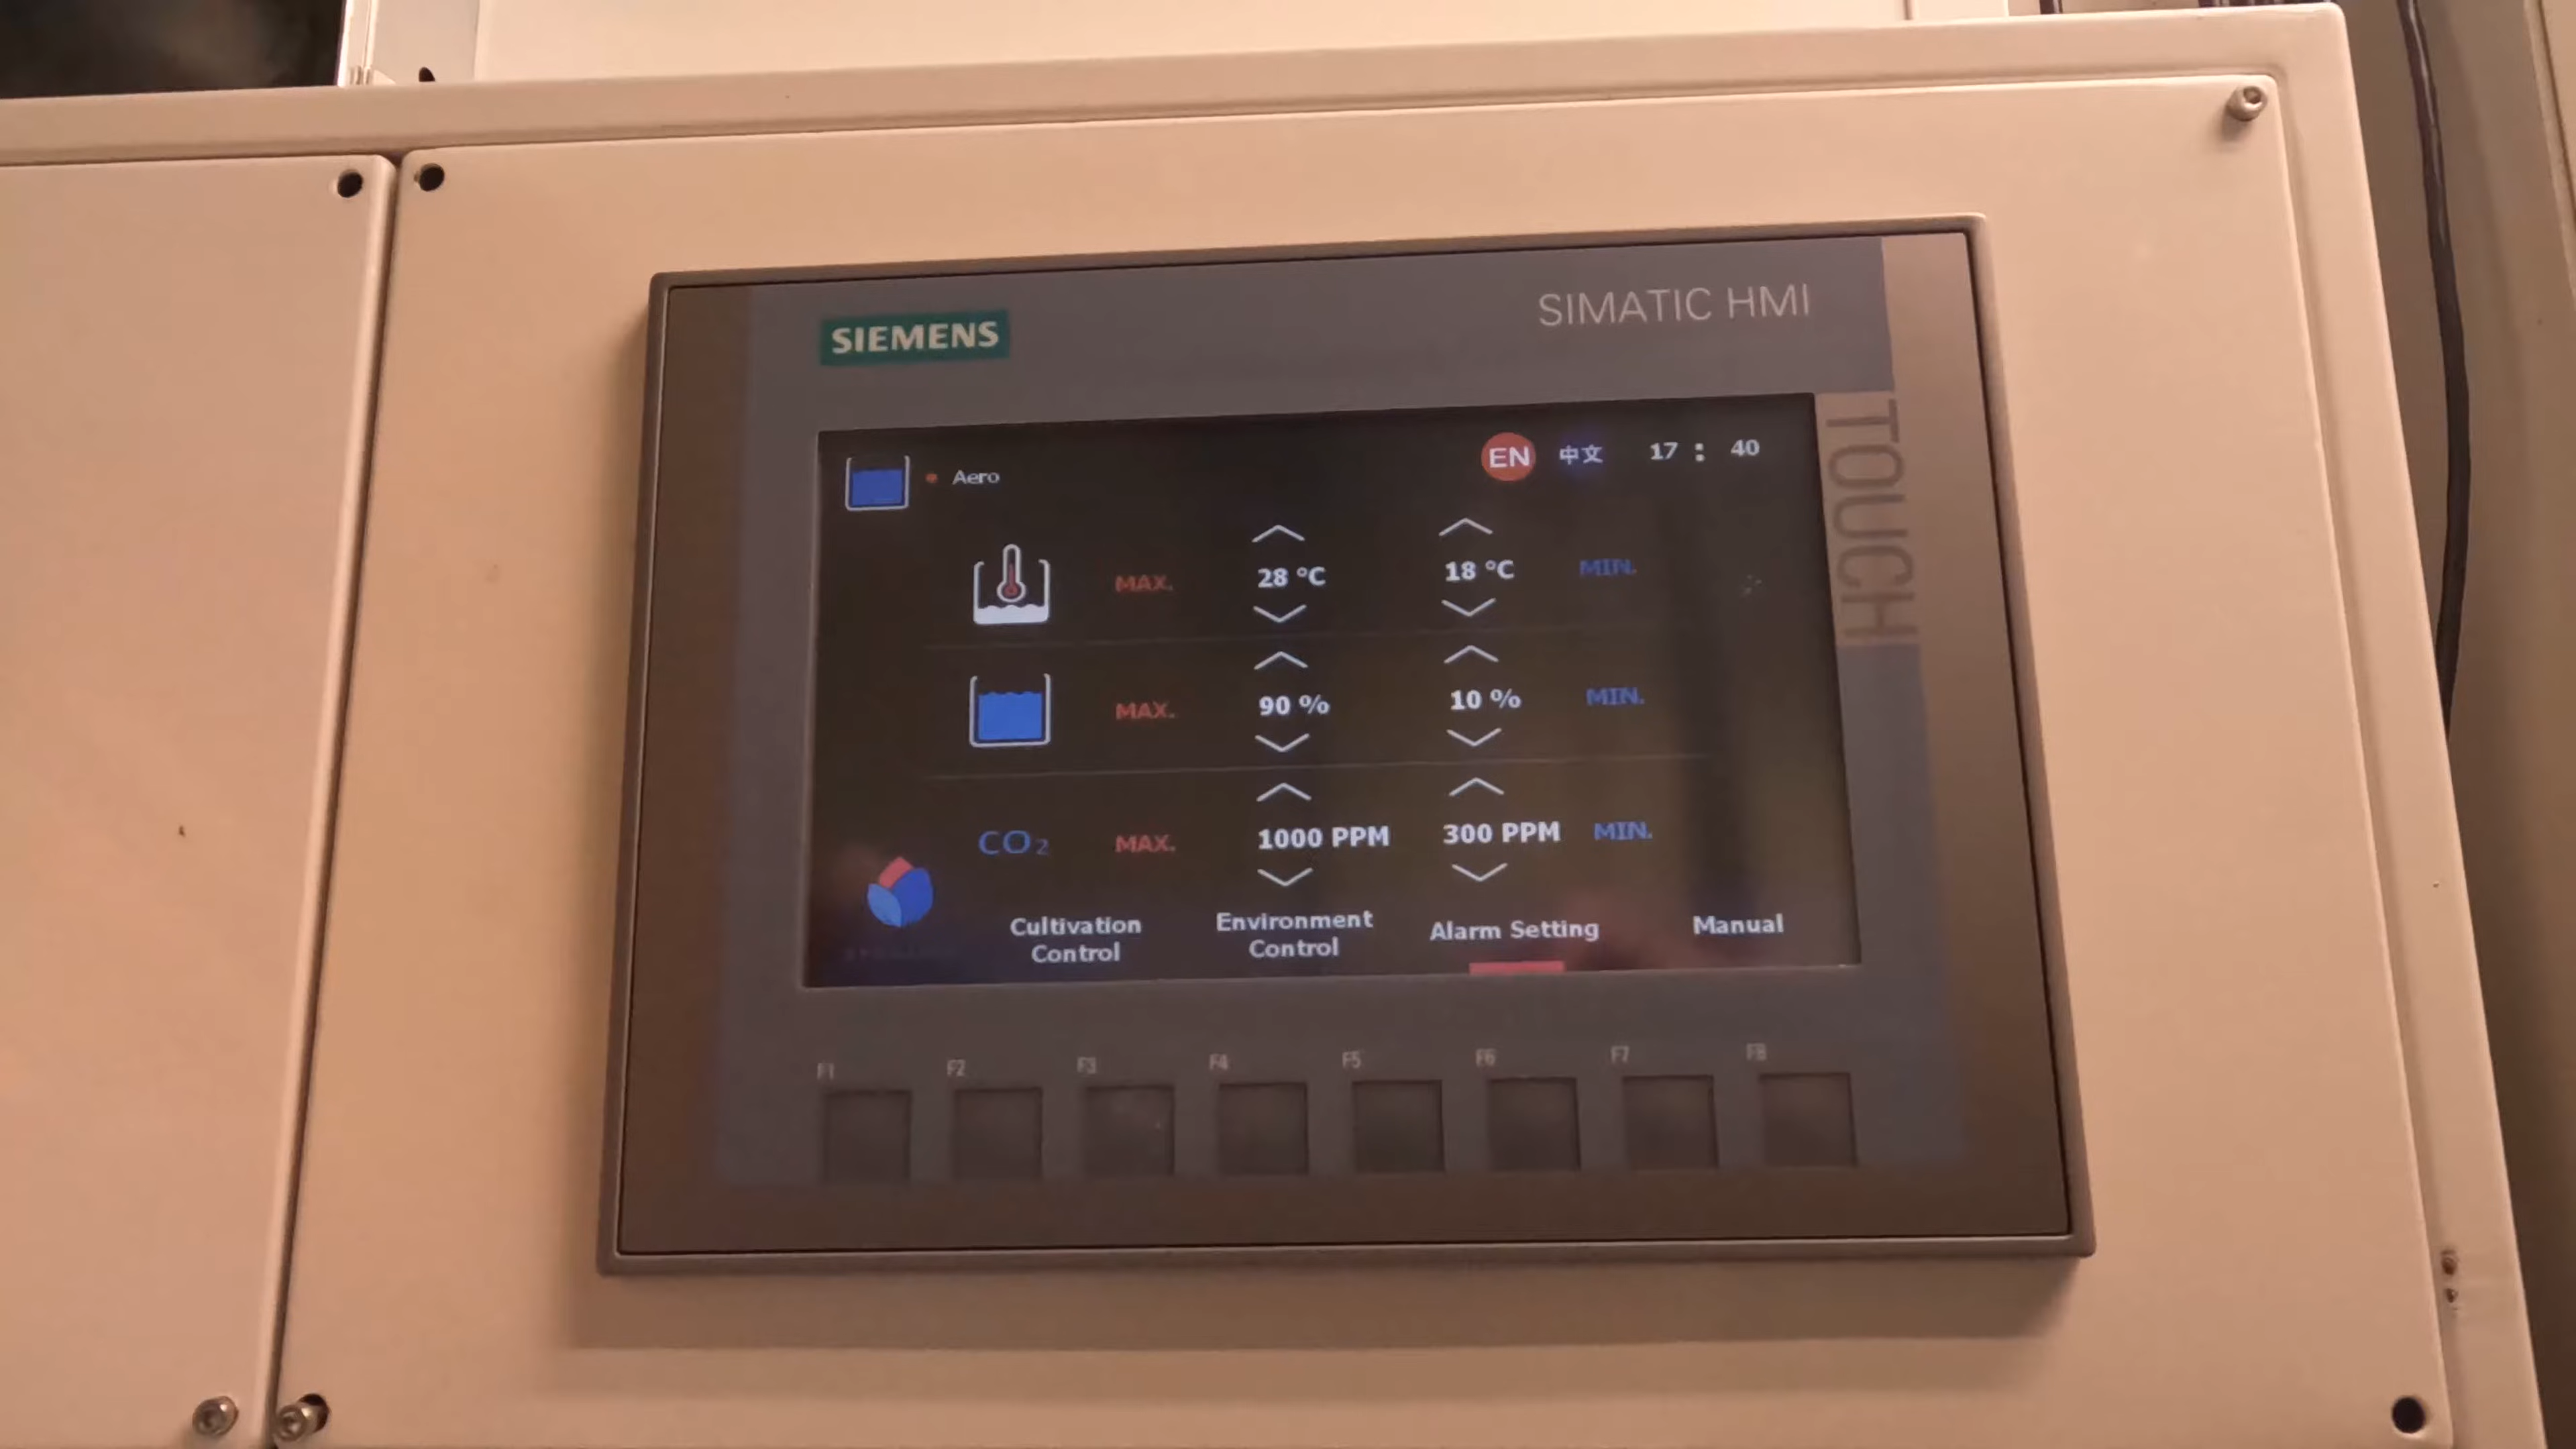 SIEMENS
SIMATIC HMI
TOUCH
Aero
EN 中文 17 : 40
MAX. 28 °C 18 °C MIN.
MAX. 90 % 10 % MIN.
CO₂ MAX. 1000 PPM 300 PPM MIN.
Cultivation
Control
Environment
Control
Alarm Setting
Manual
F1 F2 F3 F4 F5 F6 F7 F8